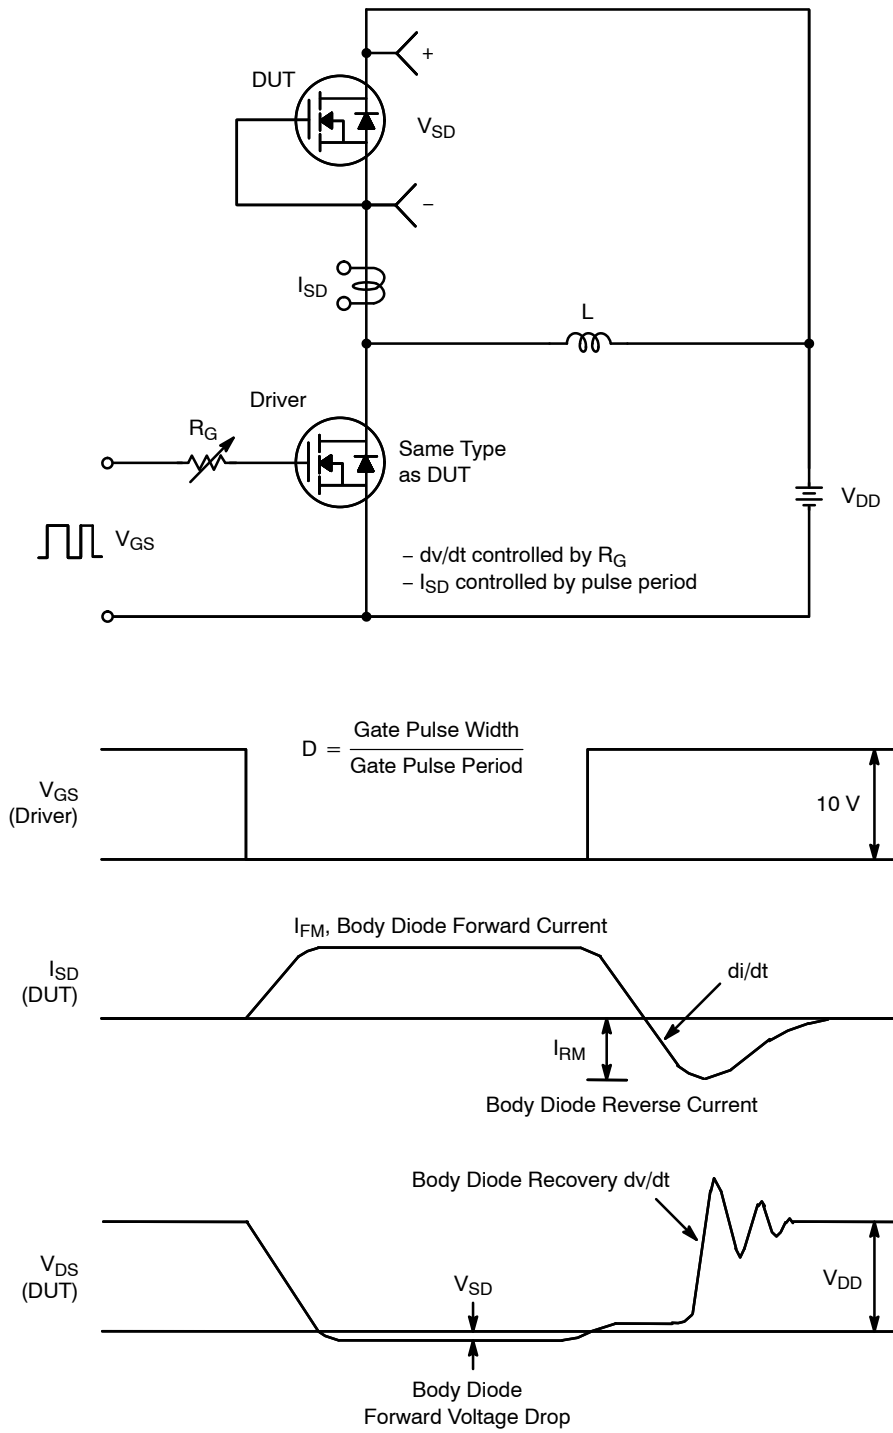 DUT
+
V_SD
–
I_SD
L
Driver
R_G
Same Type
as DUT
V_DD
V_GS
– dv/dt controlled by R_G
– I_SD controlled by pulse period
D = Gate Pulse Width
Gate Pulse Period
V_GS
(Driver)
10 V
I_FM, Body Diode Forward Current
I_SD
(DUT)
di/dt
I_RM
Body Diode Reverse Current
Body Diode Recovery dv/dt
V_DS
(DUT)
V_SD
V_DD
Body Diode
Forward Voltage Drop